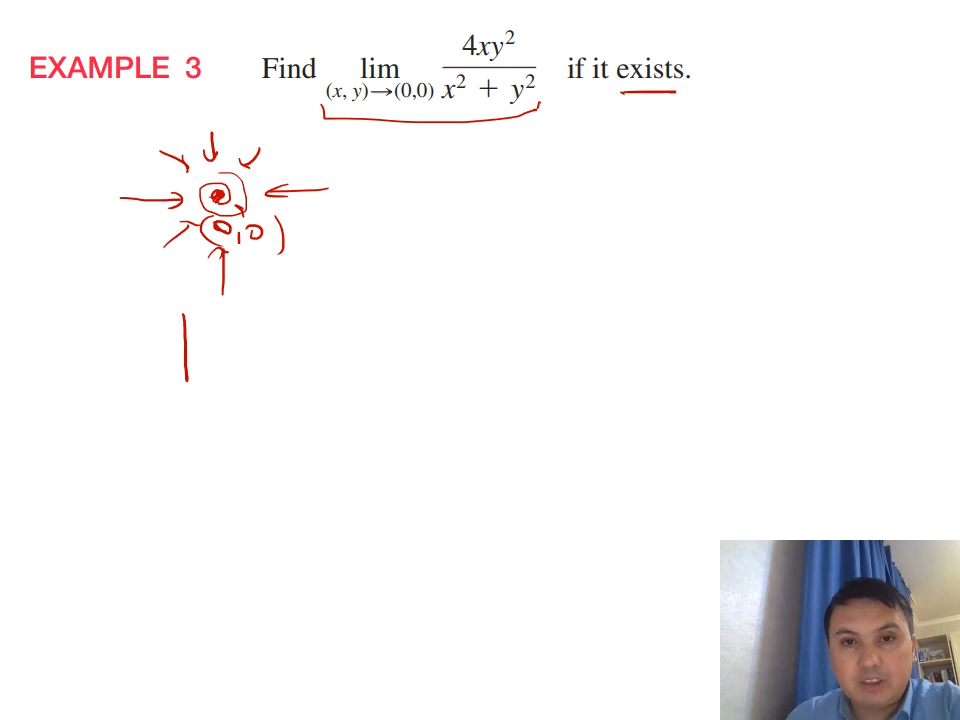 EXAMPLE 3 Find lim (x, y)→(0,0) 4xy² / x² + y² if it exists.
(0,0)